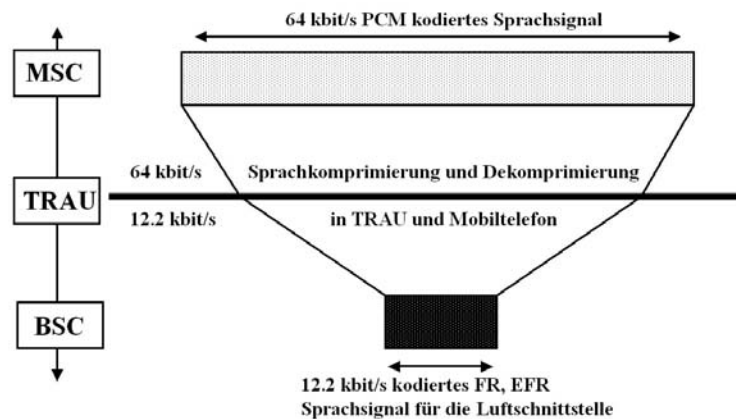 64 kbit/s PCM kodiertes Sprachsignal
MSC
64 kbit/s
Sprachkomprimierung und Dekomprimierung
TRAU
12.2 kbit/s
in TRAU und Mobiltelefon
BSC
12.2 kbit/s kodiertes FR, EFR
Sprachsignal für die Luftschnittstelle